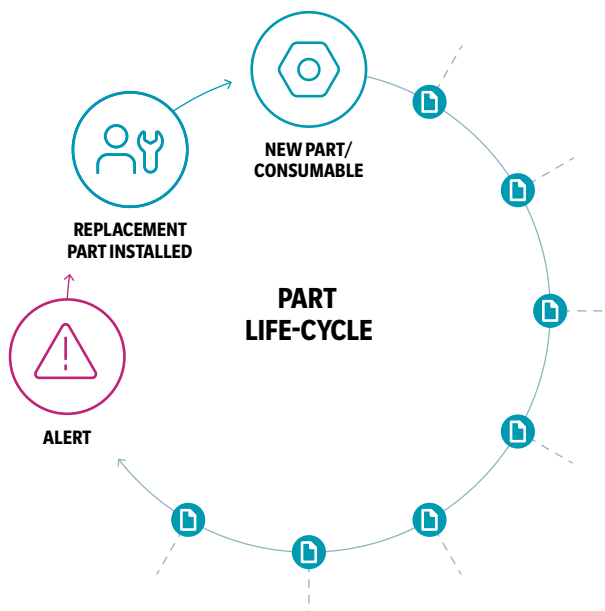 NEW PART/
CONSUMABLE
REPLACEMENT
PART INSTALLED
PART
LIFE-CYCLE
ALERT